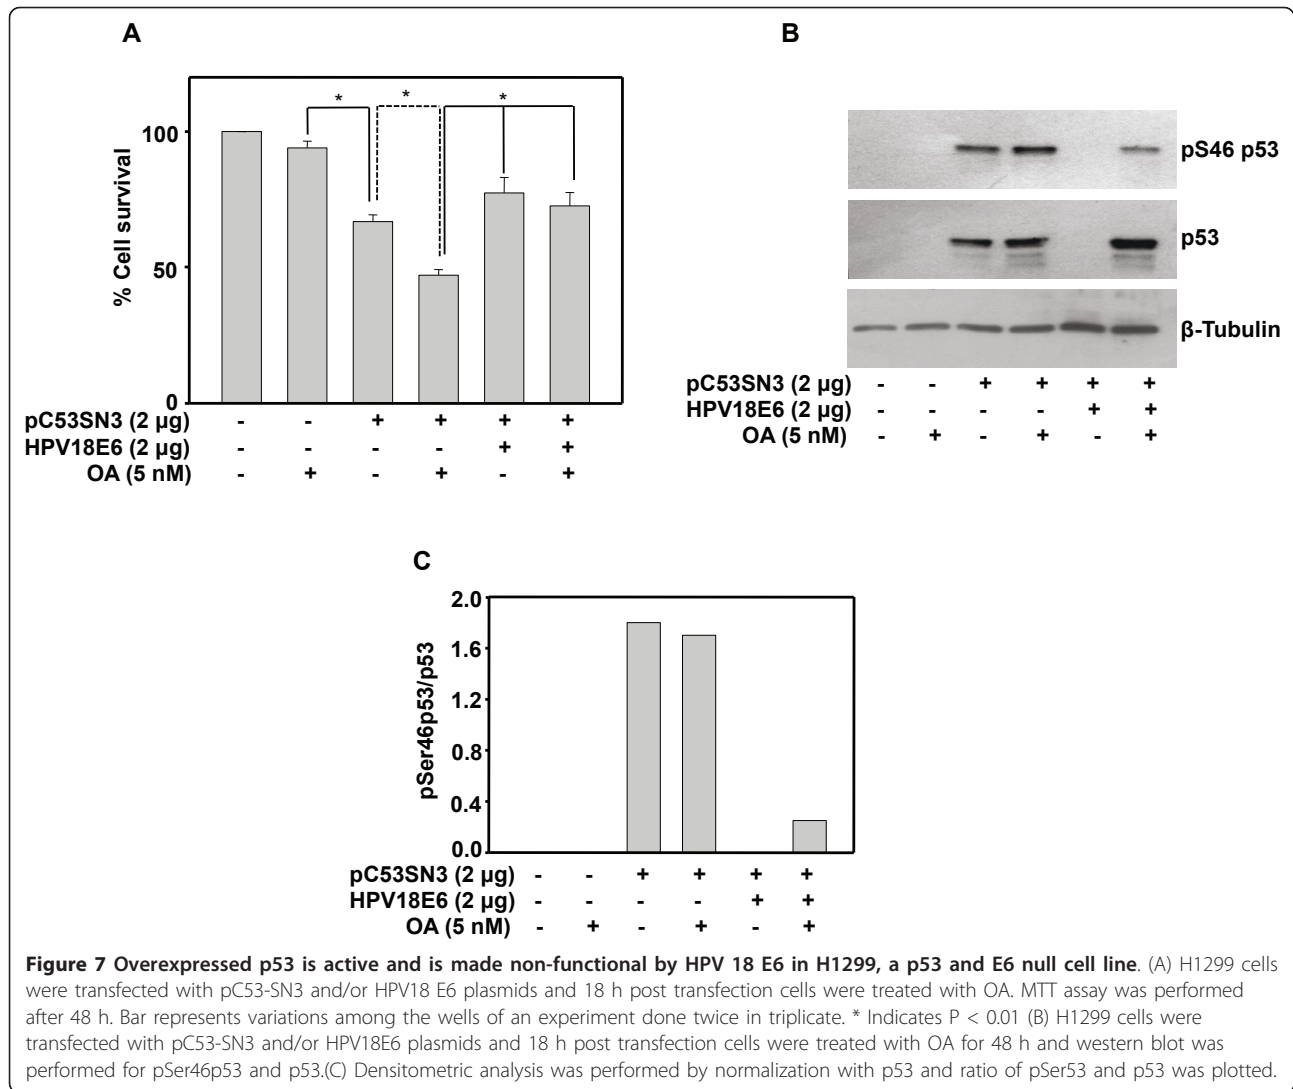 A
% Cell survival
100
50
0
*
*
*
pC53SN3 (2 µg) - - + + + +
HPV18E6 (2 µg) - - - - + +
OA (5 nM) - + - + - +
B
pS46 p53
p53
β-Tubulin
pC53SN3 (2 µg) - - + + + +
HPV18E6 (2 µg) - - - - + +
OA (5 nM) - + - + - +
C
pSer46p53/p53
2.0
1.6
1.2
0.8
0.4
0.0
pC53SN3 (2 µg) - - + + + +
HPV18E6 (2 µg) - - - - + +
OA (5 nM) - + - + - +
Figure 7 Overexpressed p53 is active and is made non-functional by HPV 18 E6 in H1299, a p53 and E6 null cell line. (A) H1299 cells
were transfected with pC53-SN3 and/or HPV18 E6 plasmids and 18 h post transfection cells were treated with OA. MTT assay was performed
after 48 h. Bar represents variations among the wells of an experiment done twice in triplicate. * Indicates P < 0.01 (B) H1299 cells were
transfected with pC53-SN3 and/or HPV18E6 plasmids and 18 h post transfection cells were treated with OA for 48 h and western blot was
performed for pSer46p53 and p53.(C) Densitometric analysis was performed by normalization with p53 and ratio of pSer53 and p53 was plotted.